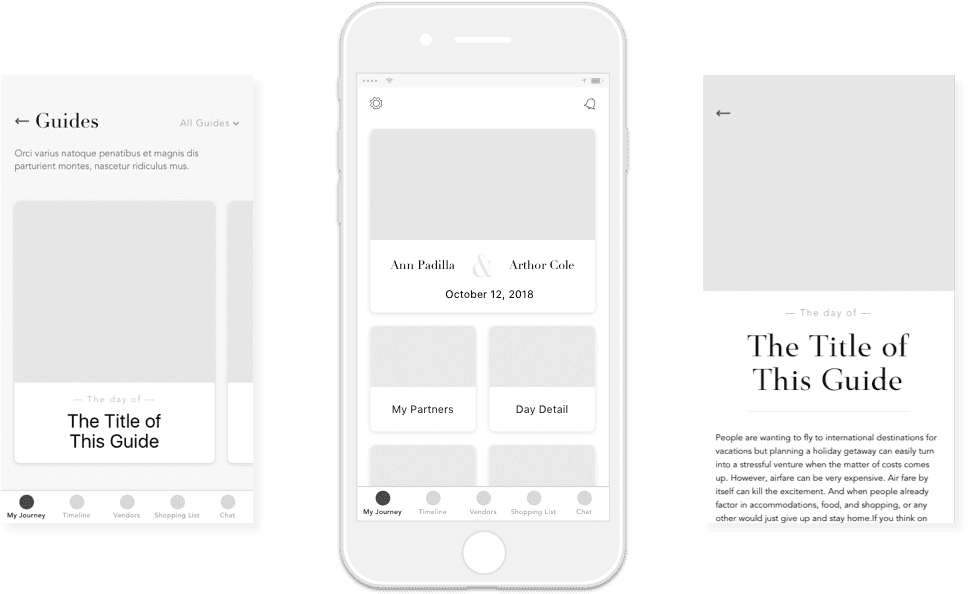 ← Guides
All Guides
Orci varius natoque penatibus et magnis dis
parturient montes, nascetur ridiculus mus.
— The day of —
The Title of
This Guide
My Journey Timeline Vendors Shopping List Chat
Ann Padilla & Arthor Cole
October 12, 2018
My Partners
Day Detail
My Journey Timeline Vendors Shopping List Chat
←
— The day of —
The Title of
This Guide
People are wanting to fly to international destinations for
vacations but planning a holiday getaway can easily turn
into a stressful venture when the matter of costs comes
up. However, airfare can be very expensive. Air fare by
itself can kill the excitement. And when people already
factor in accommodations, food, and shopping, or any
other would just give up and stay home.If you think on